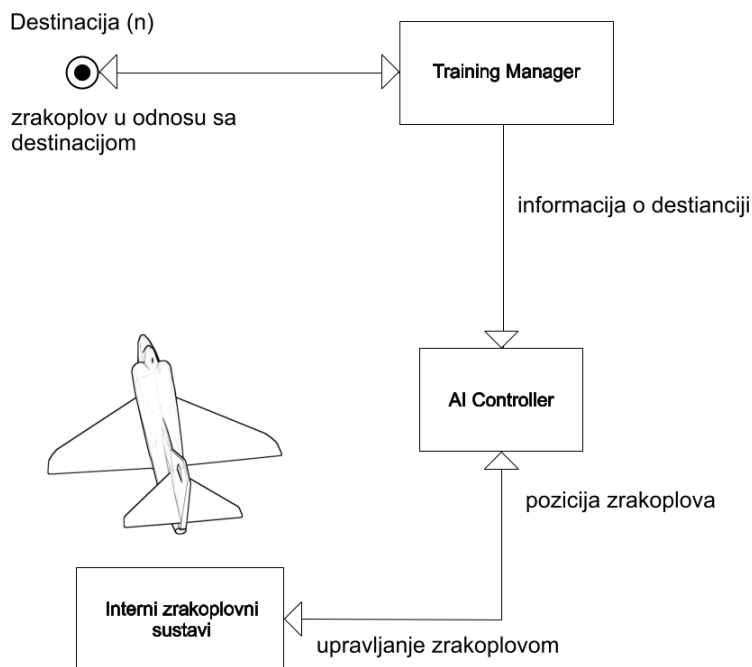 Destinacija (n)
Training Manager
zrakoplov u odnosu sa
destinacijom
informacija o destianciji
AI Controller
pozicija zrakoplova
Interni zrakoplovni
sustavi
upravljanje zrakoplovom